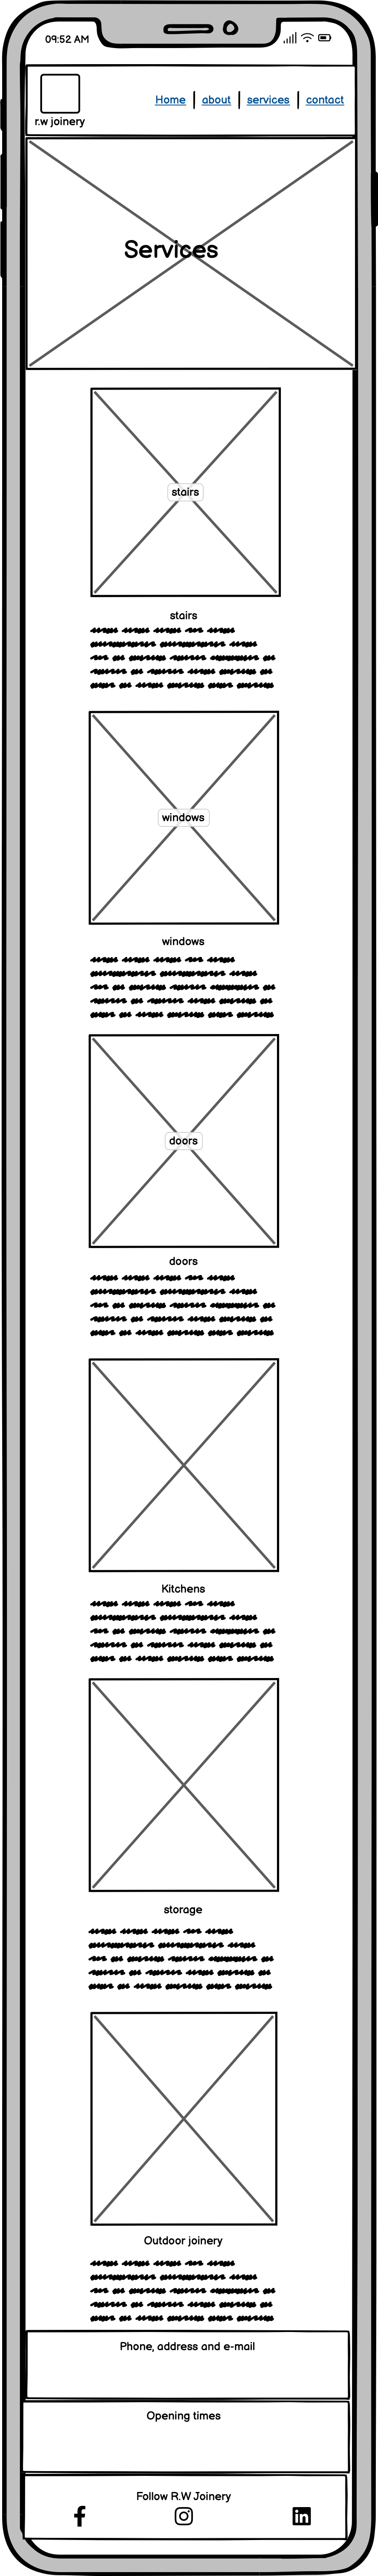 09:52 AM
r.w joinery
Home | about | services | contact
Services
stairs
stairs
windows
windows
doors
doors
Kitchens
storage
Outdoor joinery
Phone, address and e-mail
Opening times
Follow R.W Joinery